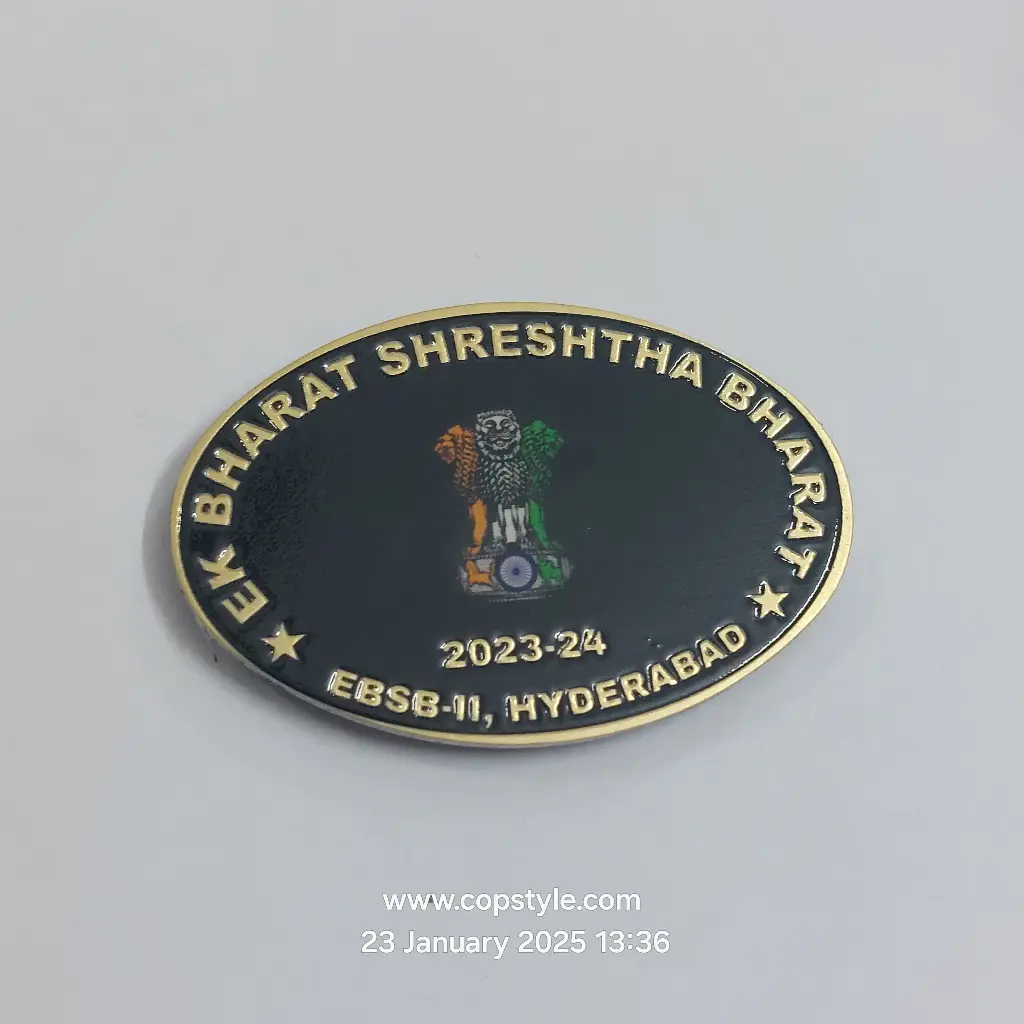 EK BHARAT SHRESHTHA BHARAT
2023-24
EBSB-II, HYDERABAD
www.copstyle.com
23 January 2025 13:36